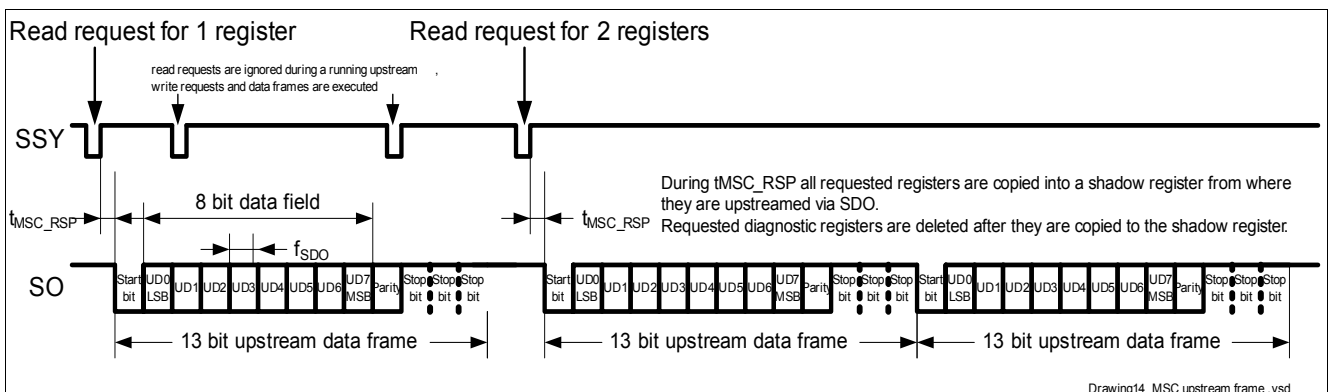 Read request for 1 register
Read request for 2 registers
read requests are ignored during a running upstream ,
write requests and data frames are executed
SSY
During tMSC_RSP all requested registers are copied into a shadow register from where
they are upstreamed via SDO.
Requested diagnostic registers are deleted after they are copied to the shadow register.
tMSC_RSP
8 bit data field
tMSC_RSP
fSDO
SO
Start bit UD0 LSB UD1 UD2 UD3 UD4 UD5 UD6 UD7 MSB Parity Stop bit Stop bit Stop bit
Start bit UD0 LSB UD1 UD2 UD3 UD4 UD5 UD6 UD7 MSB Parity Stop bit Stop bit Stop bit
Start bit UD0 LSB UD1 UD2 UD3 UD4 UD5 UD6 UD7 MSB Parity Stop bit Stop bit Stop bit
13 bit upstream data frame
13 bit upstream data frame
13 bit upstream data frame
Drawing14_MSC upstream frame .vsd